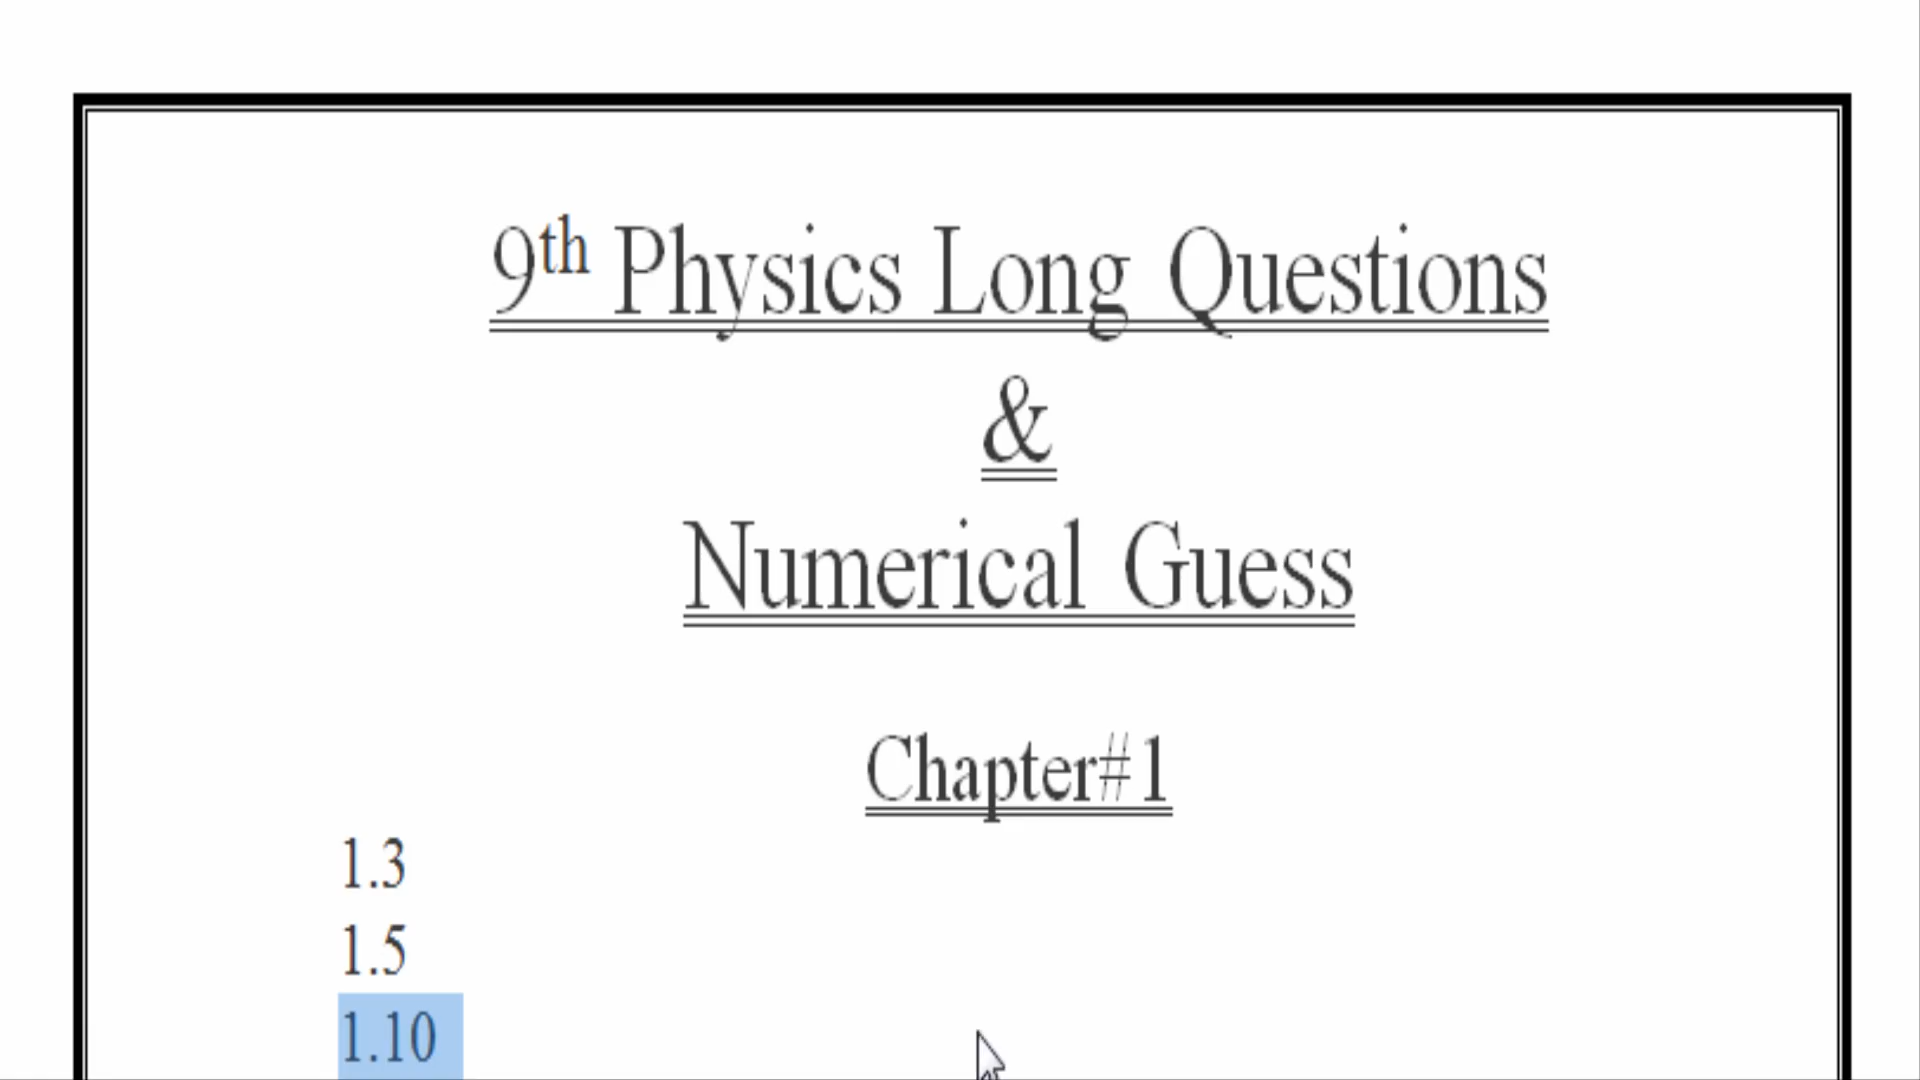 9th Physics Long Questions
&
Numerical Guess
Chapter#1
1.3
1.5
1.10